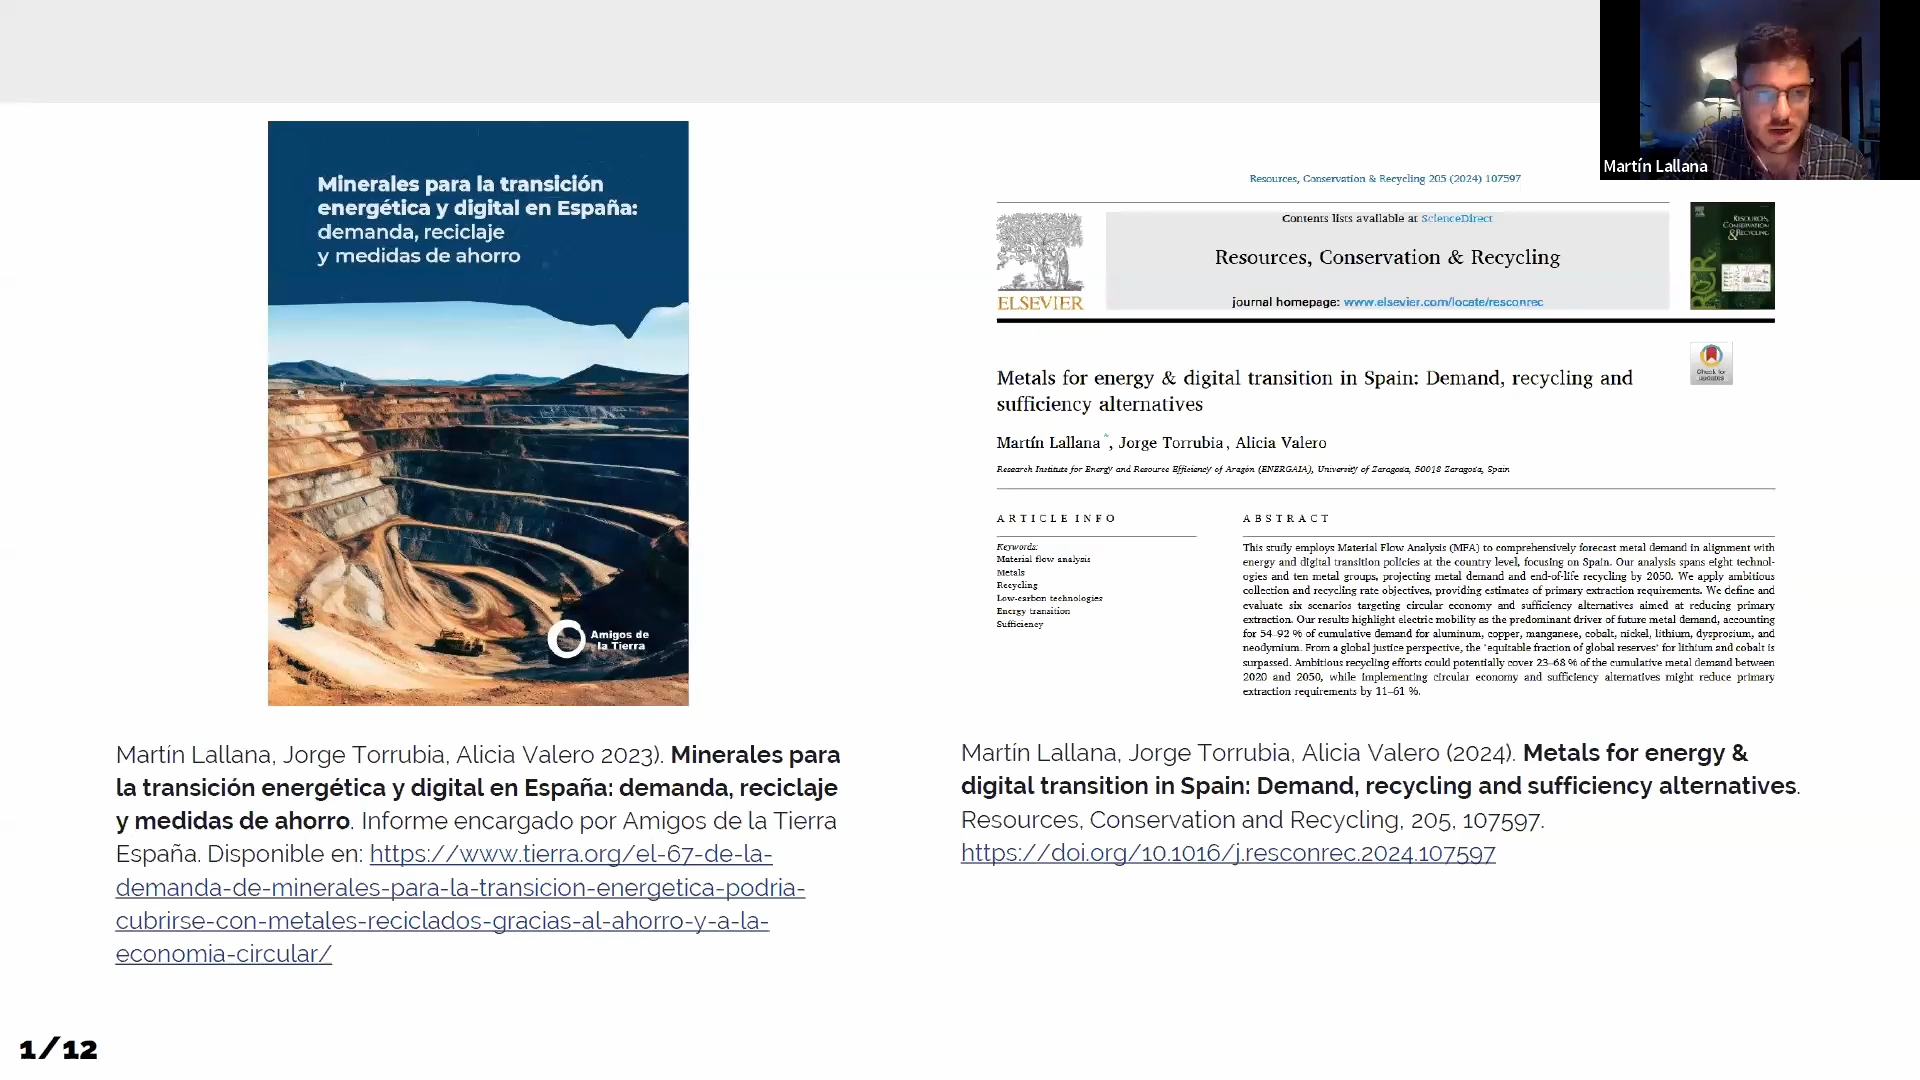 Martín Lallana
Minerales para la transición
energética y digital en España:
demanda, reciclaje
y medidas de ahorro
Amigos de
la Tierra
Martín Lallana, Jorge Torrubia, Alicia Valero 2023). Minerales para
la transición energética y digital en España: demanda, reciclaje
y medidas de ahorro. Informe encargado por Amigos de la Tierra
España. Disponible en: https://www.tierra.org/el-67-de-la-
demanda-de-minerales-para-la-transicion-energetica-podria-
cubrirse-con-metales-reciclados-gracias-al-ahorro-y-a-la-
economia-circular/
Resources, Conservation & Recycling 205 (2024) 107597
Contents lists available at ScienceDirect
Resources, Conservation & Recycling
journal homepage: www.elsevier.com/locate/resconrec
ELSEVIER
RESOURCES,
CONSERVATION
& RECYCLING
RCR
Check for
updates
Metals for energy & digital transition in Spain: Demand, recycling and
sufficiency alternatives
Martín Lallana *, Jorge Torrubia, Alicia Valero
Research Institute for Energy and Resource Efficiency of Aragón (ENERGAIA), University of Zaragoza, 50018 Zaragoza, Spain
ARTICLE INFO
Keywords:
Material flow analysis
Metals
Recycling
Low-carbon technologies
Energy transition
Sufficiency
ABSTRACT
This study employs Material Flow Analysis (MFA) to comprehensively forecast metal demand in alignment with
energy and digital transition policies at the country level, focusing on Spain. Our analysis spans eight technol-
ogies and ten metal groups, projecting metal demand and end-of-life recycling by 2050. We apply ambitious
collection and recycling rate objectives, providing estimates of primary extraction requirements. We define and
evaluate six scenarios targeting circular economy and sufficiency alternatives aimed at reducing primary
extraction. Our results highlight electric mobility as the predominant driver of future metal demand, accounting
for 54–92 % of cumulative demand for aluminum, copper, manganese, cobalt, nickel, lithium, dysprosium, and
neodymium. From a global justice perspective, the 'equitable fraction of global reserves' for lithium and cobalt is
surpassed. Ambitious recycling efforts could potentially cover 23–68 % of the cumulative metal demand between
2020 and 2050, while implementing circular economy and sufficiency alternatives might reduce primary
extraction requirements by 11–61 %.
Martín Lallana, Jorge Torrubia, Alicia Valero (2024). Metals for energy &
digital transition in Spain: Demand, recycling and sufficiency alternatives.
Resources, Conservation and Recycling, 205, 107597.
https://doi.org/10.1016/j.resconrec.2024.107597
1/12